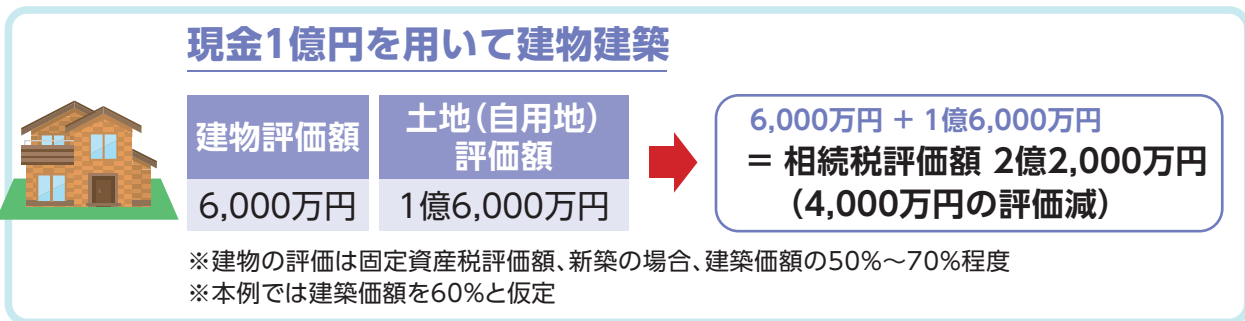 現金1億円を用いて建物建築
建物評価額
土地(自用地)
評価額
6,000万円
1億6,000万円
6,000万円 + 1億6,000万円
= 相続税評価額 2億2,000万円
(4,000万円の評価減)
※建物の評価は固定資産税評価額、新築の場合、建築価額の50%~70%程度
※本例では建築価額を60%と仮定